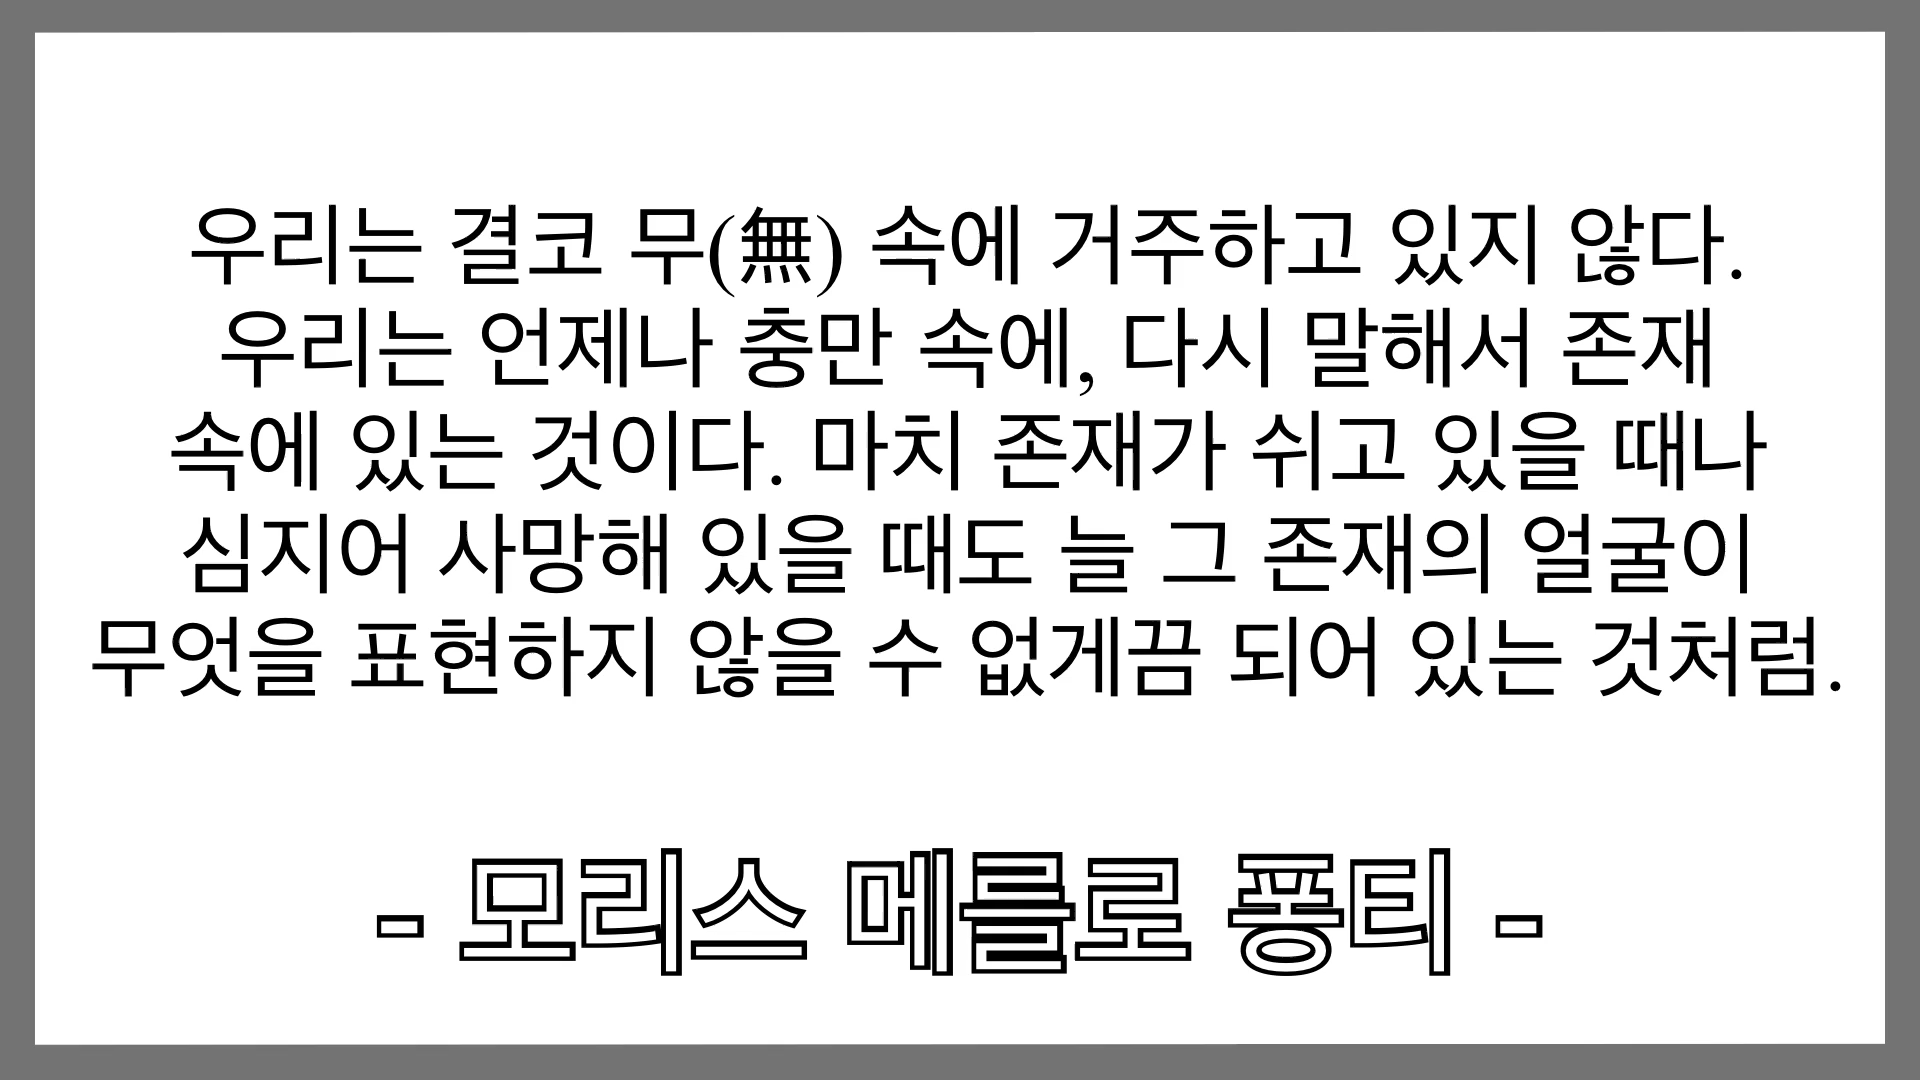 우리는 결코 무(無) 속에 거주하고 있지 않다.
우리는 언제나 충만 속에, 다시 말해서 존재
속에 있는 것이다. 마치 존재가 쉬고 있을 때나
심지어 사망해 있을 때도 늘 그 존재의 얼굴이
무엇을 표현하지 않을 수 없게끔 되어 있는 것처럼.
- 모리스 메를로 퐁티 -